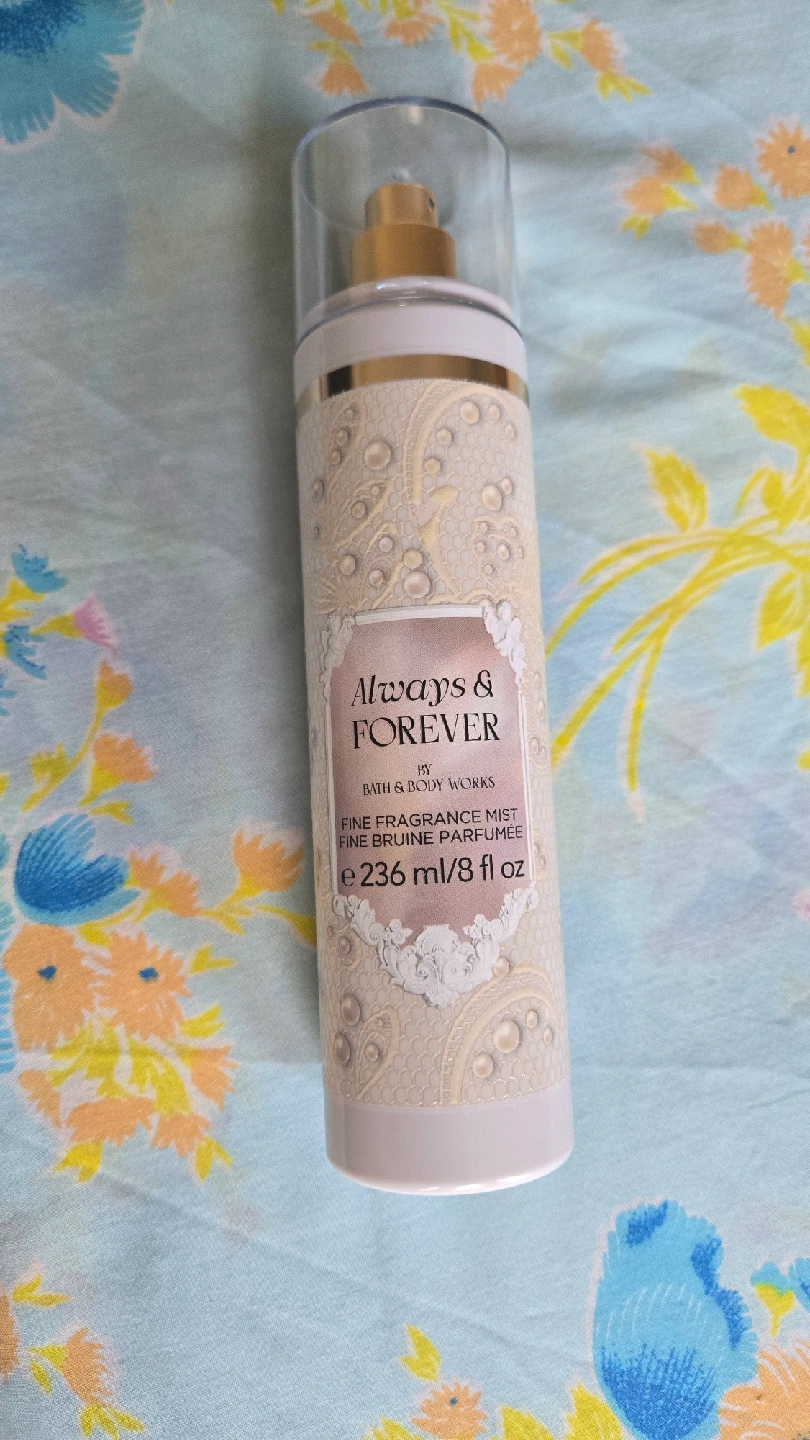 Always &
FOREVER
BY
BATH & BODY WORKS
FINE FRAGRANCE MIST
FINE BRUINE PARFUMÉE
℮ 236 ml/8 fl oz